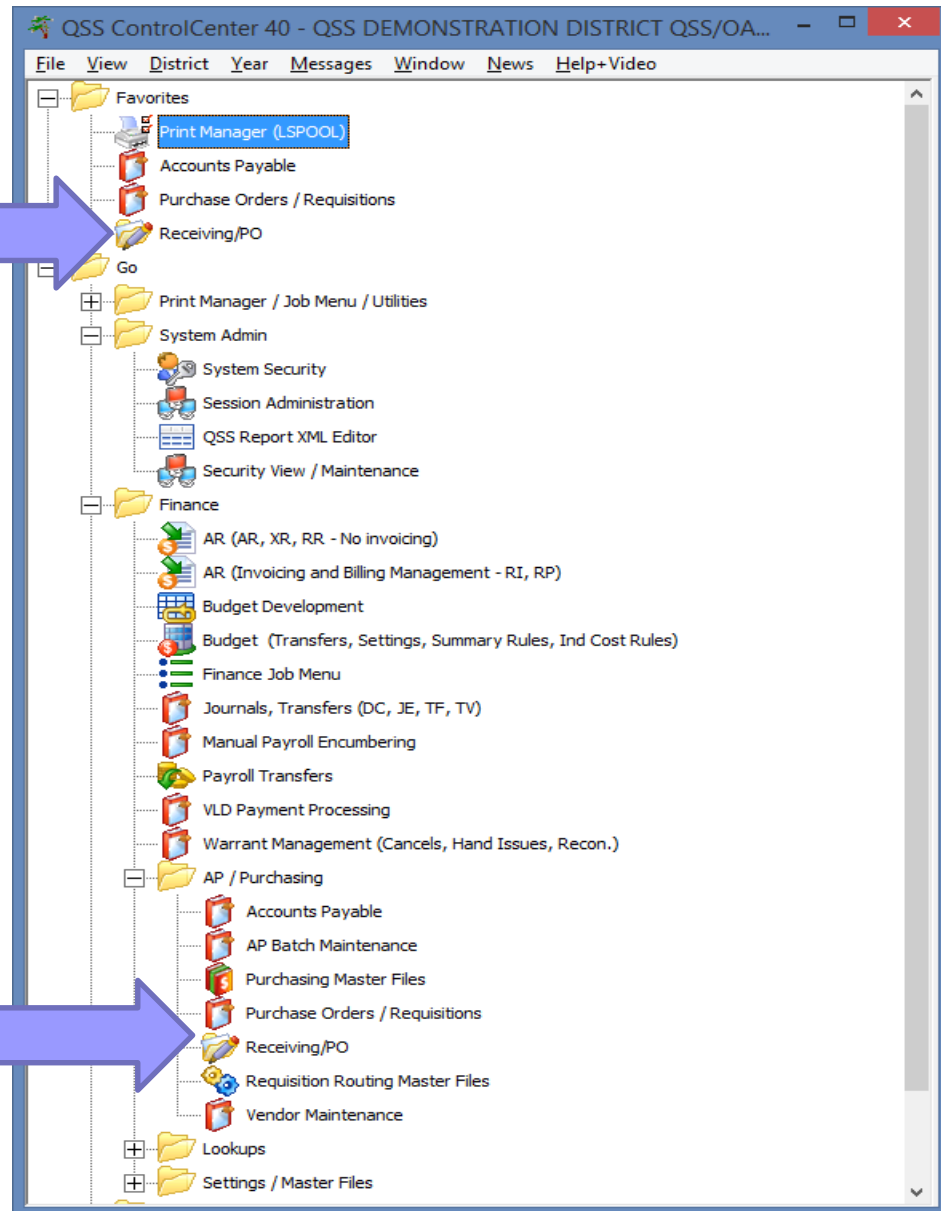 QSS ControlCenter 40 - QSS DEMONSTRATION DISTRICT QSS/OA...
File View District Year Messages Window News Help+Video
Favorites
Print Manager (LSPOOL)
Accounts Payable
Purchase Orders / Requisitions
Receiving/PO
Go
Print Manager / Job Menu / Utilities
System Admin
System Security
Session Administration
QSS Report XML Editor
Security View / Maintenance
Finance
AR (AR, XR, RR - No invoicing)
AR (Invoicing and Billing Management - RI, RP)
Budget Development
Budget (Transfers, Settings, Summary Rules, Ind Cost Rules)
Finance Job Menu
Journals, Transfers (DC, JE, TF, TV)
Manual Payroll Encumbering
Payroll Transfers
VLD Payment Processing
Warrant Management (Cancels, Hand Issues, Recon.)
AP / Purchasing
Accounts Payable
AP Batch Maintenance
Purchasing Master Files
Purchase Orders / Requisitions
Receiving/PO
Requisition Routing Master Files
Vendor Maintenance
Lookups
Settings / Master Files